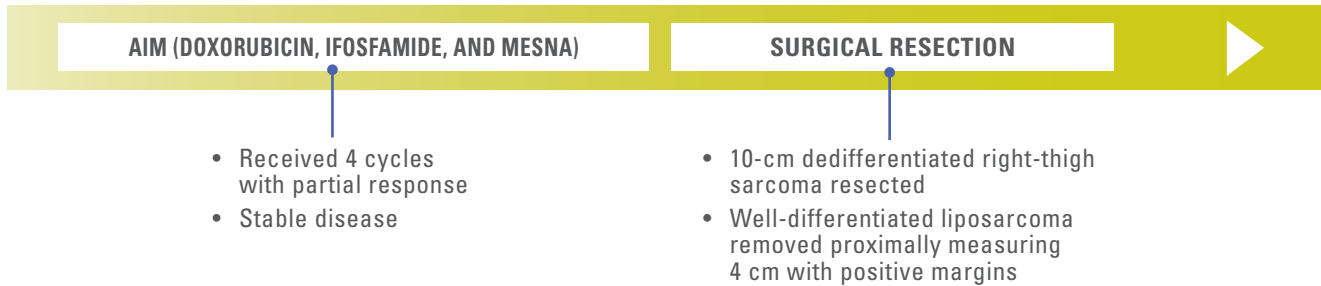 AIM (DOXORUBICIN, IFOSFAMIDE, AND MESNA)
SURGICAL RESECTION
• Received 4 cycles
with partial response
• Stable disease
• 10-cm dedifferentiated right-thigh
sarcoma resected
• Well-differentiated liposarcoma
removed proximally measuring
4 cm with positive margins